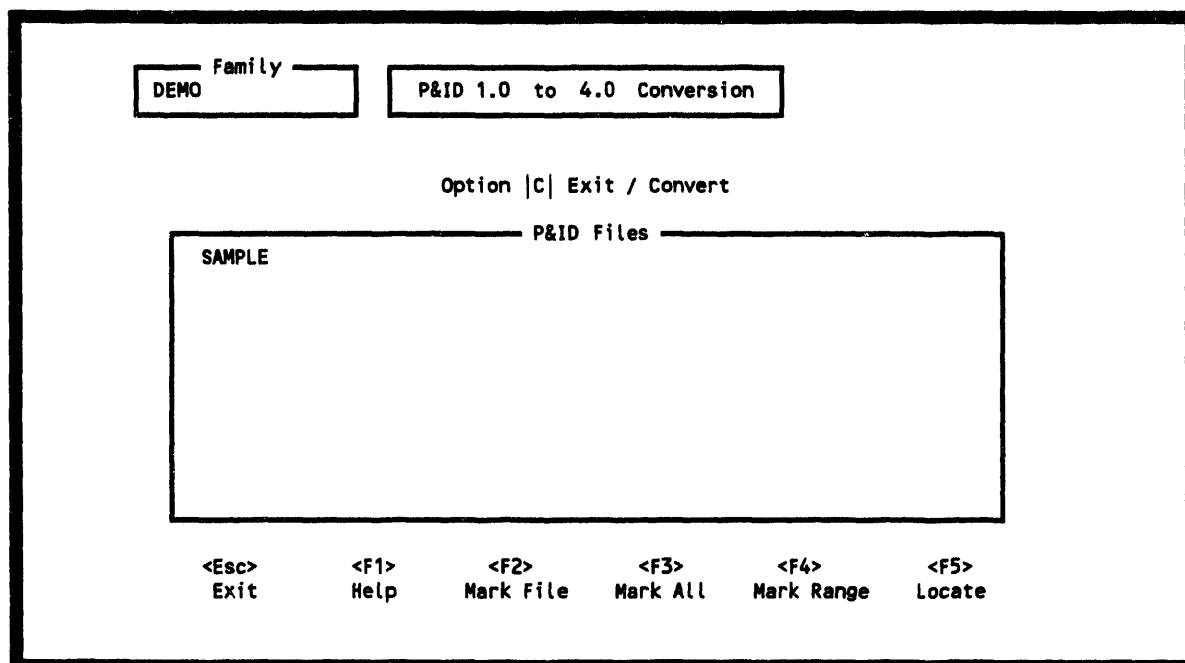 Family
DEMO
P&ID 1.0 to 4.0 Conversion
Option |C| Exit / Convert
P&ID Files
SAMPLE
<Esc> <F1> <F2> <F3> <F4> <F5>
Exit Help Mark File Mark All Mark Range Locate